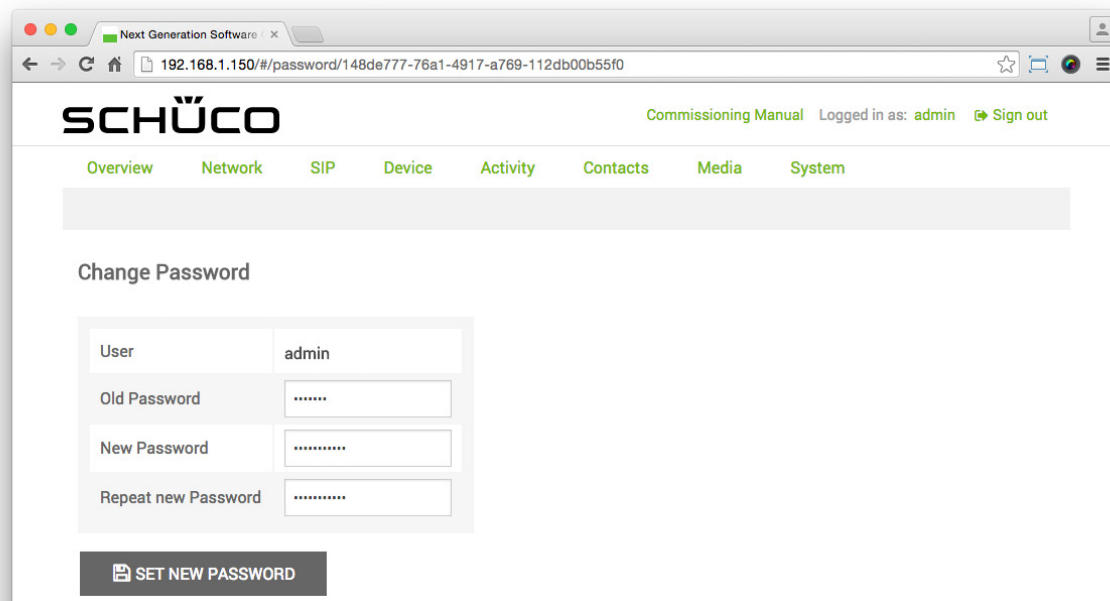 Next Generation Software
192.168.1.150/#/password/148de777-76a1-4917-a769-112db00b55f0
SCHÜCO
Commissioning Manual Logged in as: admin Sign out
Overview Network SIP Device Activity Contacts Media System
Change Password
User admin
Old Password •••••••
New Password •••••••••••
Repeat new Password •••••••••••
SET NEW PASSWORD